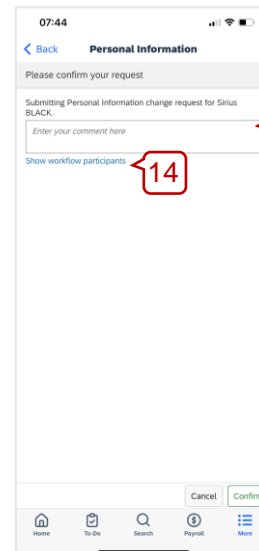 07:44
Back Personal Information
Please confirm your request
Submitting Personal Information change request for Sirius
BLACK.
Enter your comment here
Show workflow participants
14
Cancel Confirm
Home To-Do Search Payroll More